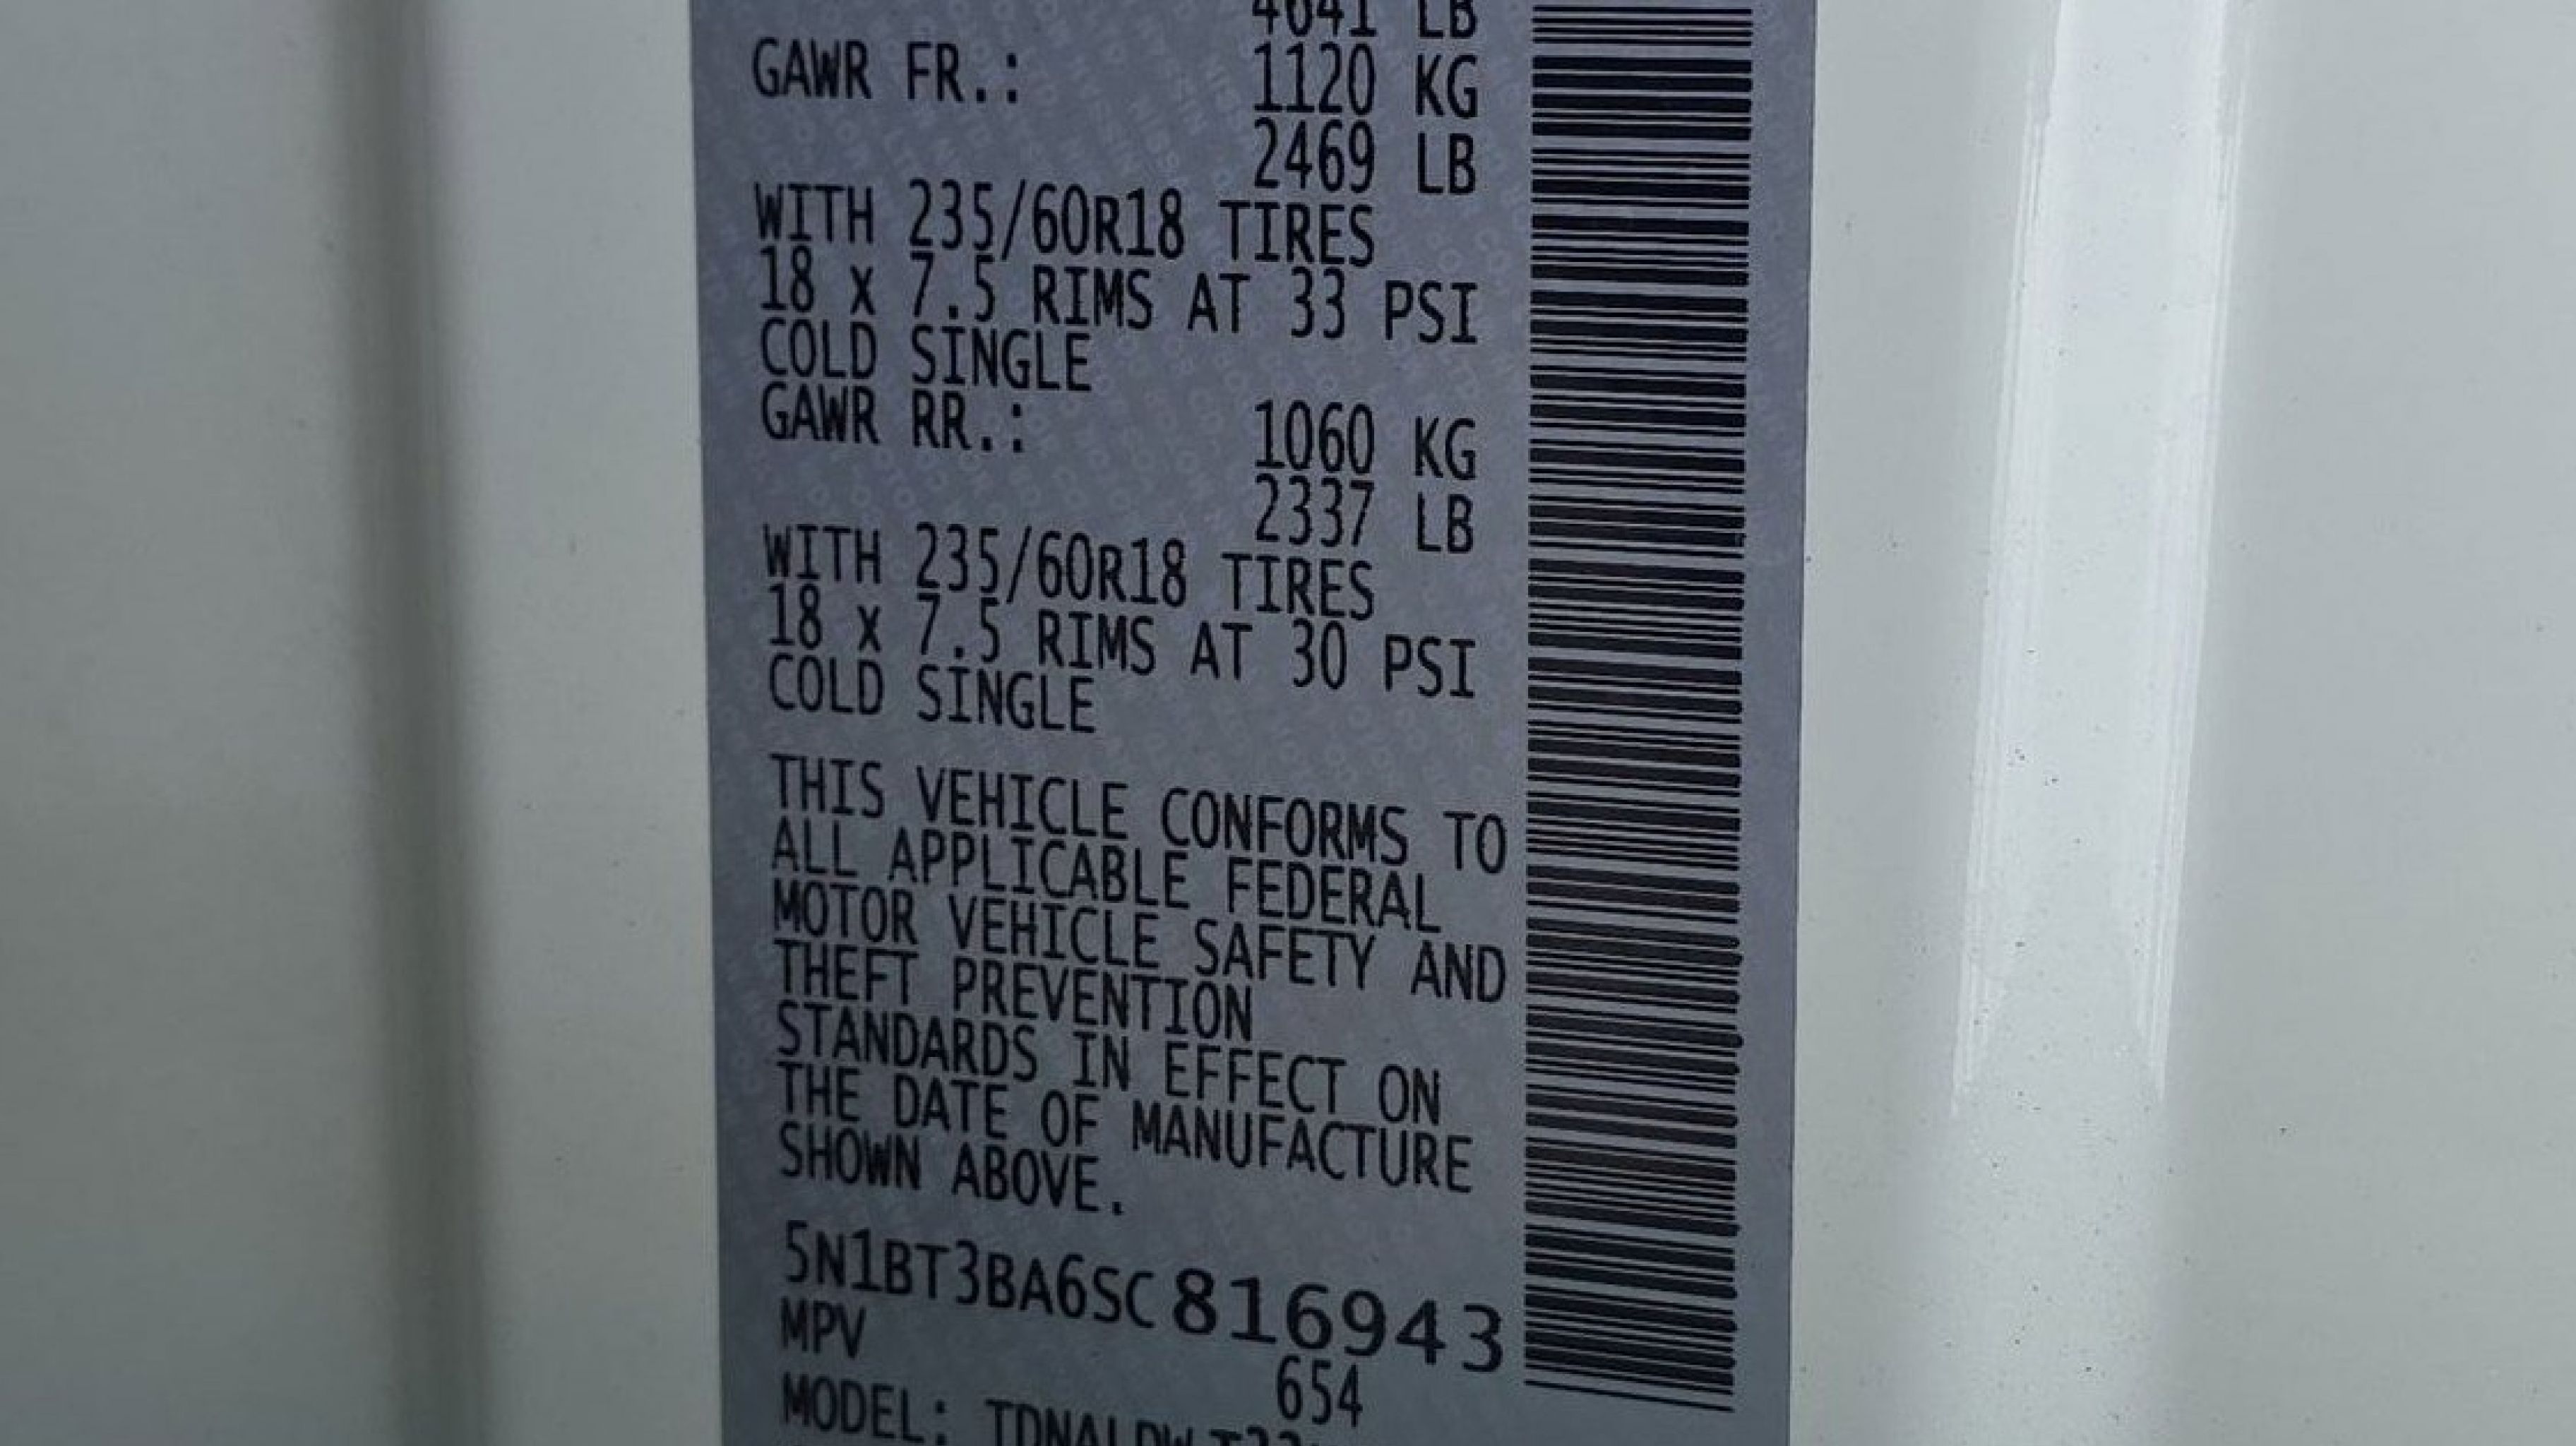 4641 LB
GAWR FR.: 1120 KG
2469 LB
WITH 235/60R18 TIRES
18 x 7.5 RIMS AT 33 PSI
COLD SINGLE
GAWR RR.: 1060 KG
2337 LB
WITH 235/60R18 TIRES
18 x 7.5 RIMS AT 30 PSI
COLD SINGLE
THIS VEHICLE CONFORMS TO
ALL APPLICABLE FEDERAL
MOTOR VEHICLE SAFETY AND
THEFT PREVENTION
STANDARDS IN EFFECT ON
THE DATE OF MANUFACTURE
SHOWN ABOVE.
5N1BT3BA6SC816943
MPV
654
MODEL: